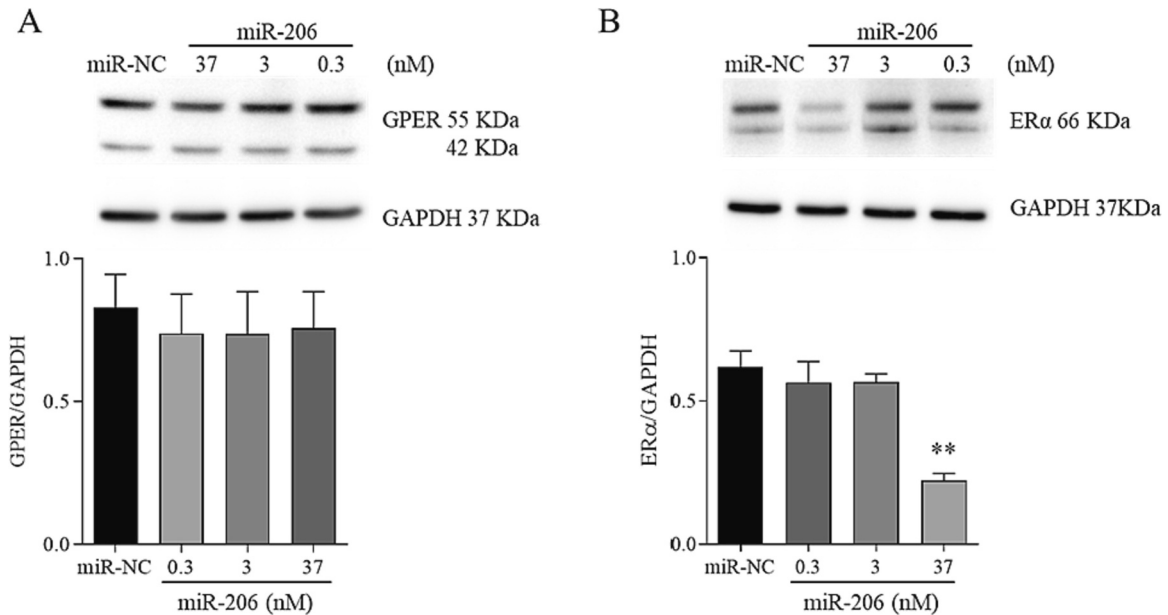 A
miR-206
miR-NC 37 3 0.3 (nM)
GPER 55 KDa
42 KDa
GAPDH 37 KDa
GPER/GAPDH
1.0
0.5
0.0
miR-NC 0.3 3 37
miR-206 (nM)
B
miR-206
miR-NC 37 3 0.3 (nM)
ERα 66 KDa
GAPDH 37KDa
ERα/GAPDH
1.0
0.5
0.0
**
miR-NC 0.3 3 37
miR-206 (nM)